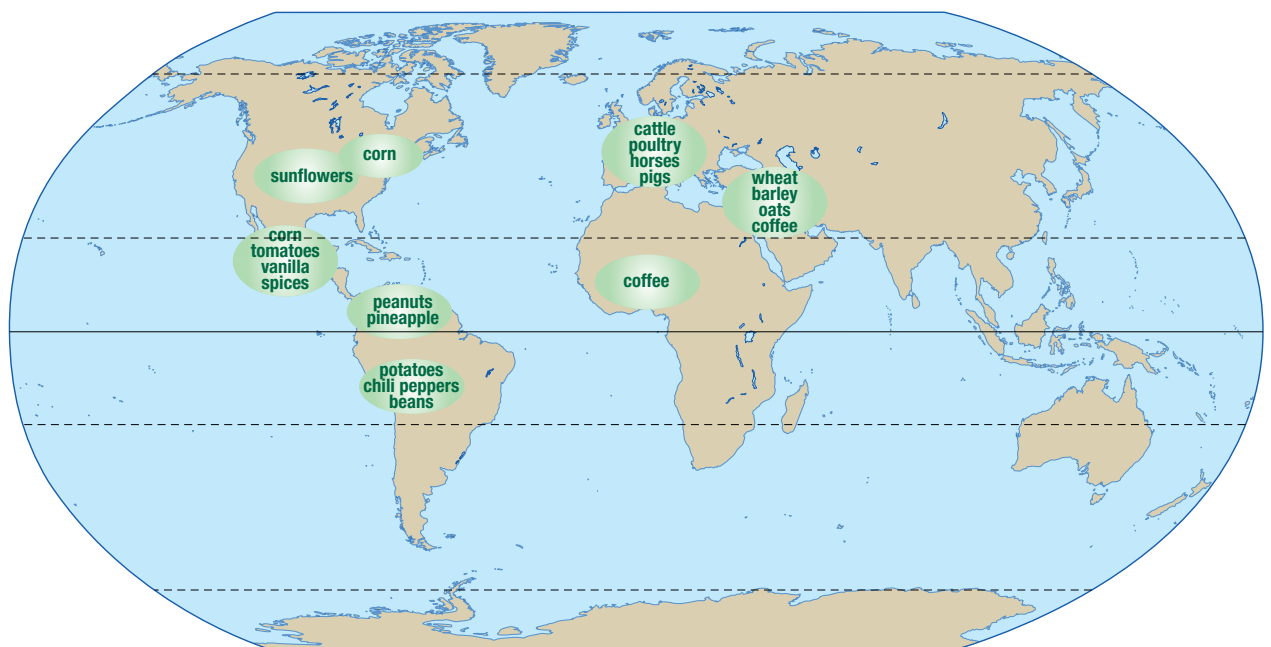 corn
sunflowers
corn
tomatoes
vanilla
spices
peanuts
pineapple
potatoes
chili peppers
beans
cattle
poultry
horses
pigs
wheat
barley
oats
coffee
coffee